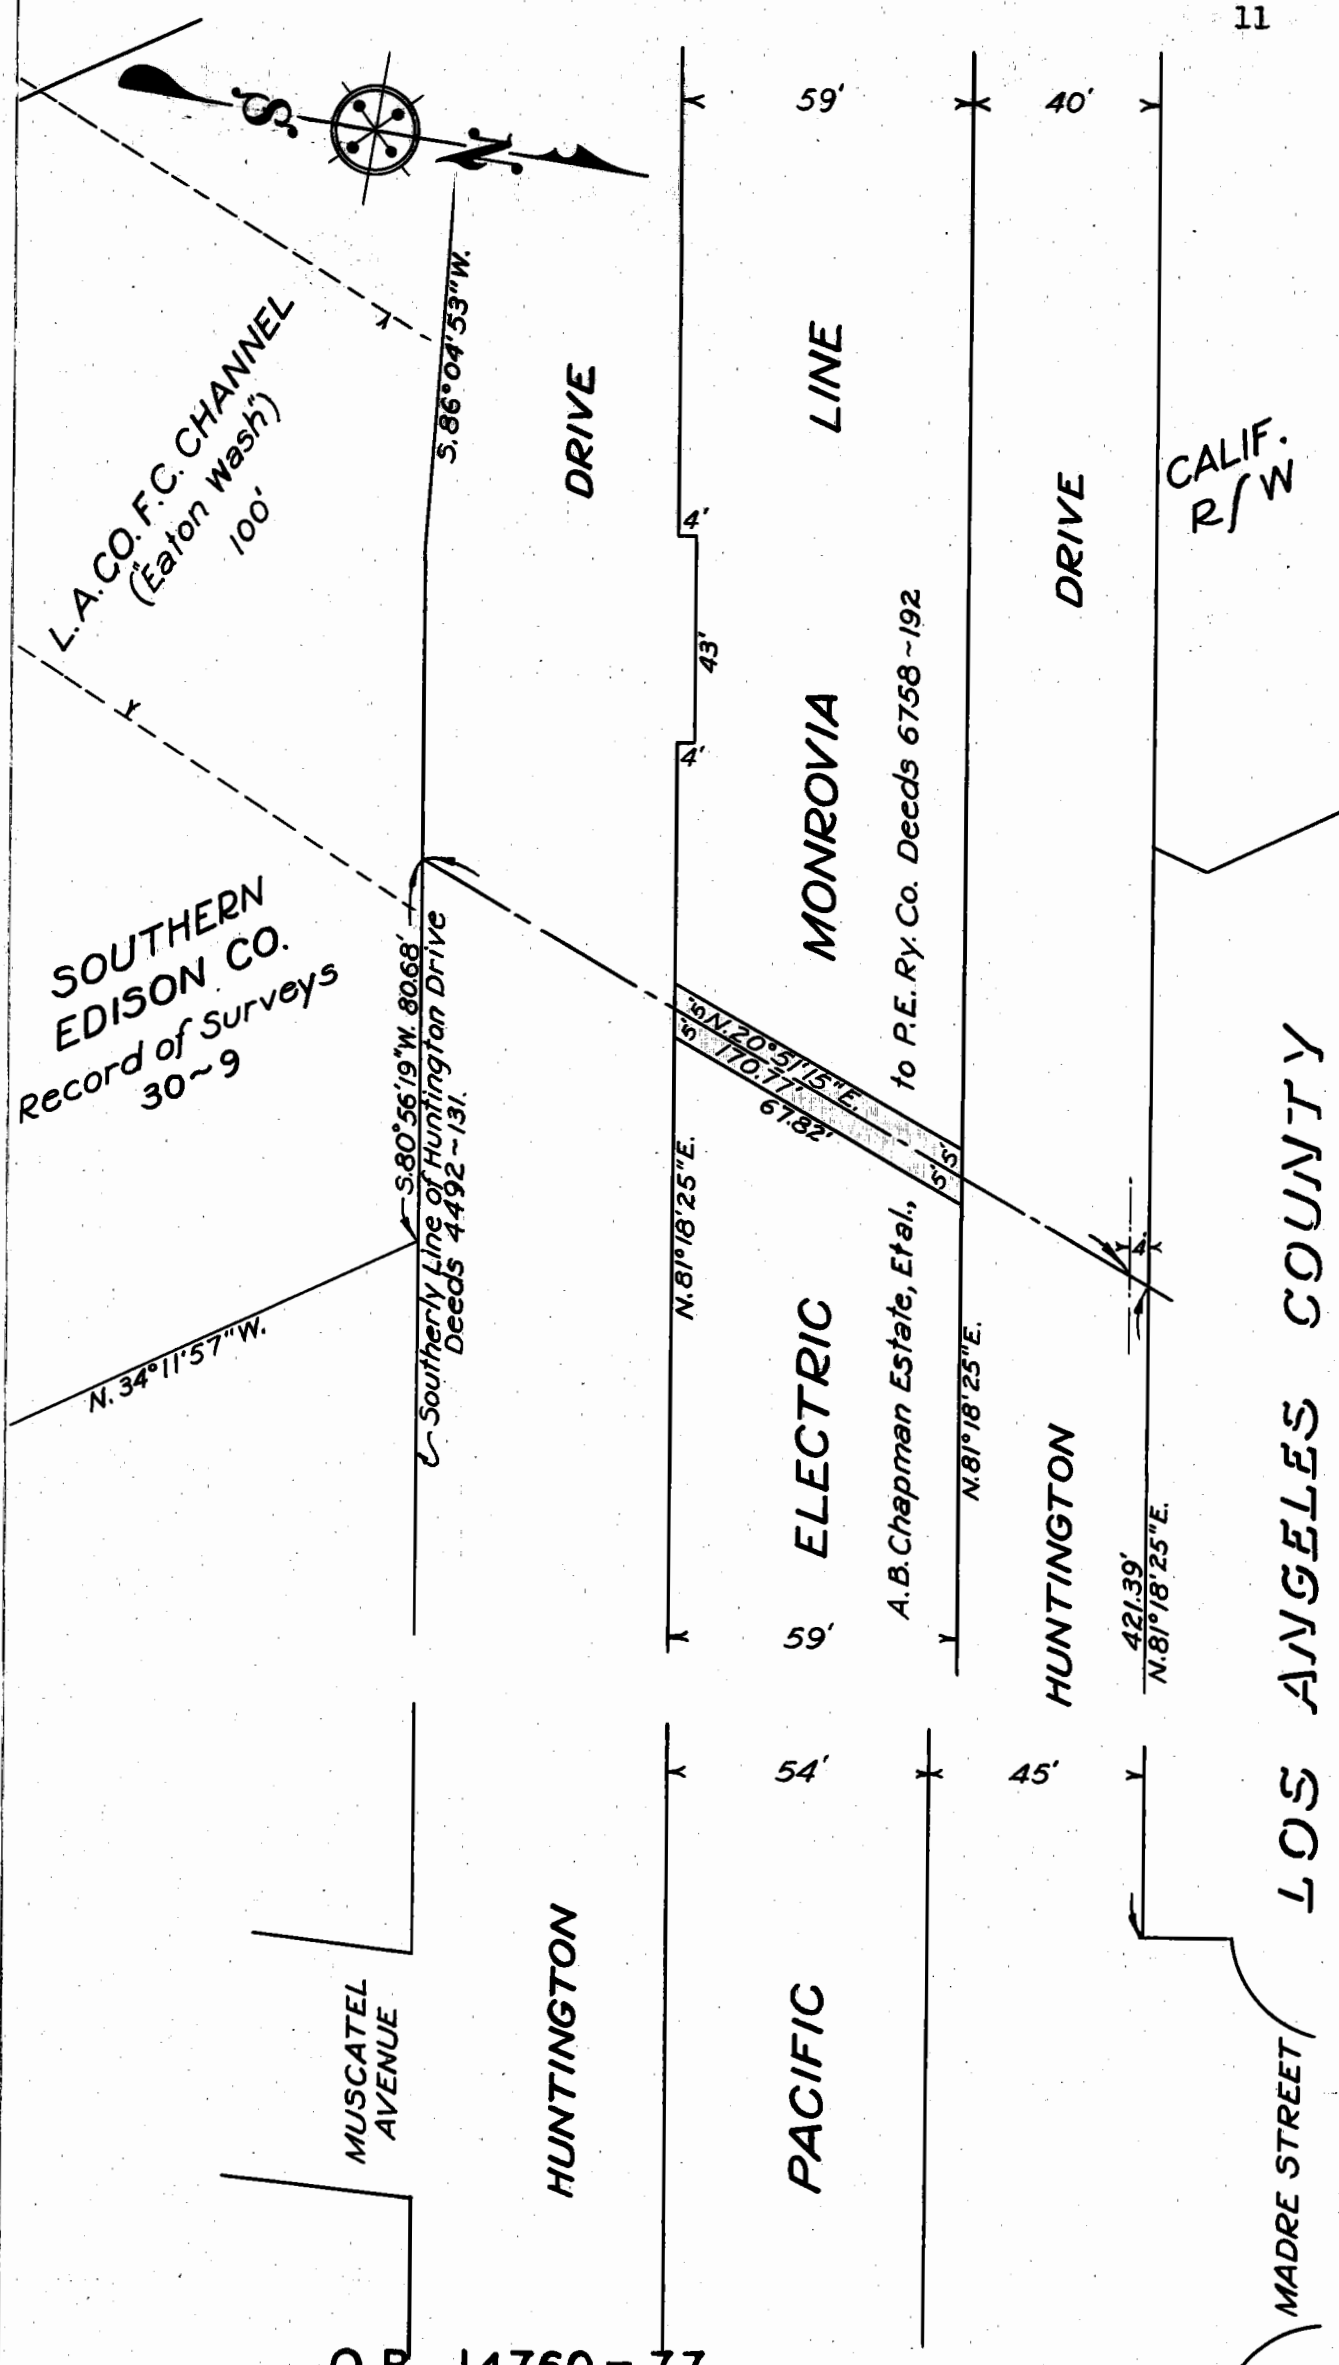 11
S
N
L.A.CO. F.C. CHANNEL
("Eaton Wash")
100'
S.86°04'53"W.
DRIVE
59'
40'
LINE
4'
43'
4'
DRIVE
CALIF.
R/W
SOUTHERN
EDISON CO.
Record of Surveys
30~9
S.80°56'19"W. 80.68'
Southerly Line of Huntington Drive
Deeds 4492~131.
N.34°11'57"W.
MONROVIA
A.B.Chapman Estate, Et al., to P.E. Ry. Co. Deeds 6758~192
5'
5'
N.20°51'15"E.
170.77'
67.82'
5'
5'
N.81°18'25"E.
N.81°18'25"E.
4'
ELECTRIC
59'
HUNTINGTON
421.39'
N.81°18'25"E.
54'
45'
LOS ANGELES COUNTY
MUSCATEL
AVENUE
HUNTINGTON
PACIFIC
MADRE STREET
O.R. 14760-77